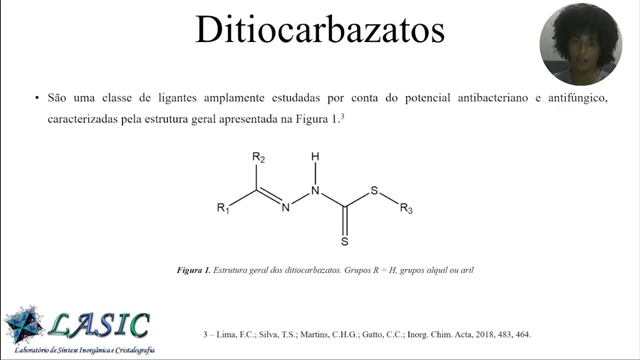 Ditiocarbazatos
• São uma classe de ligantes amplamente estudadas por conta do potencial antibacteriano e antifúngico,
caracterizadas pela estrutura geral apresentada na Figura 1.³
R₂
H
N
S
R₁
N
R₃
S
Figura 1. Estrutura geral dos ditiocarbazatos. Grupos R = H, grupos alquil ou aril
LASIC
Laboratório de Síntese Inorgânica e Cristalografia
3 – Lima, F.C.; Silva, T.S.; Martins, C.H.G.; Gatto, C.C.; Inorg. Chim. Acta, 2018, 483, 464.